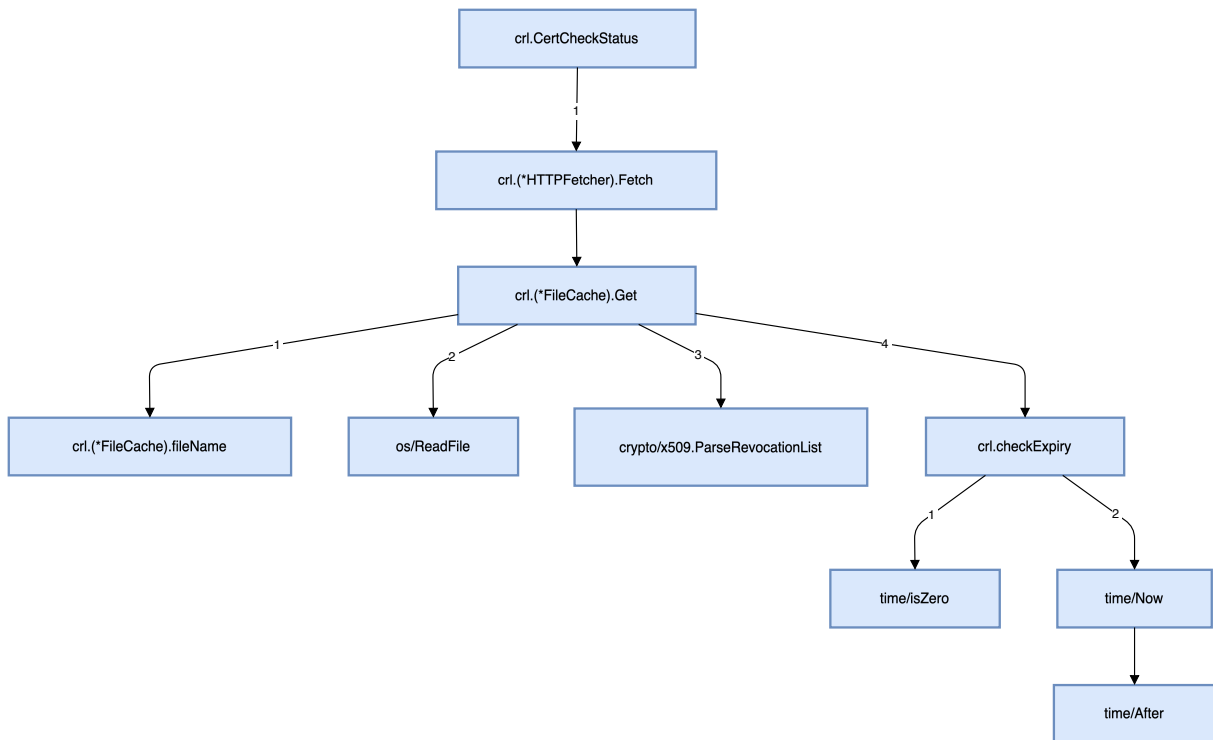 crl.CertCheckStatus
1
crl.(*HTTPFetcher).Fetch
crl.(*FileCache).Get
1
2
3
4
crl.(*FileCache).fileName
os/ReadFile
crypto/x509.ParseRevocationList
crl.checkExpiry
1
2
time/isZero
time/Now
time/After